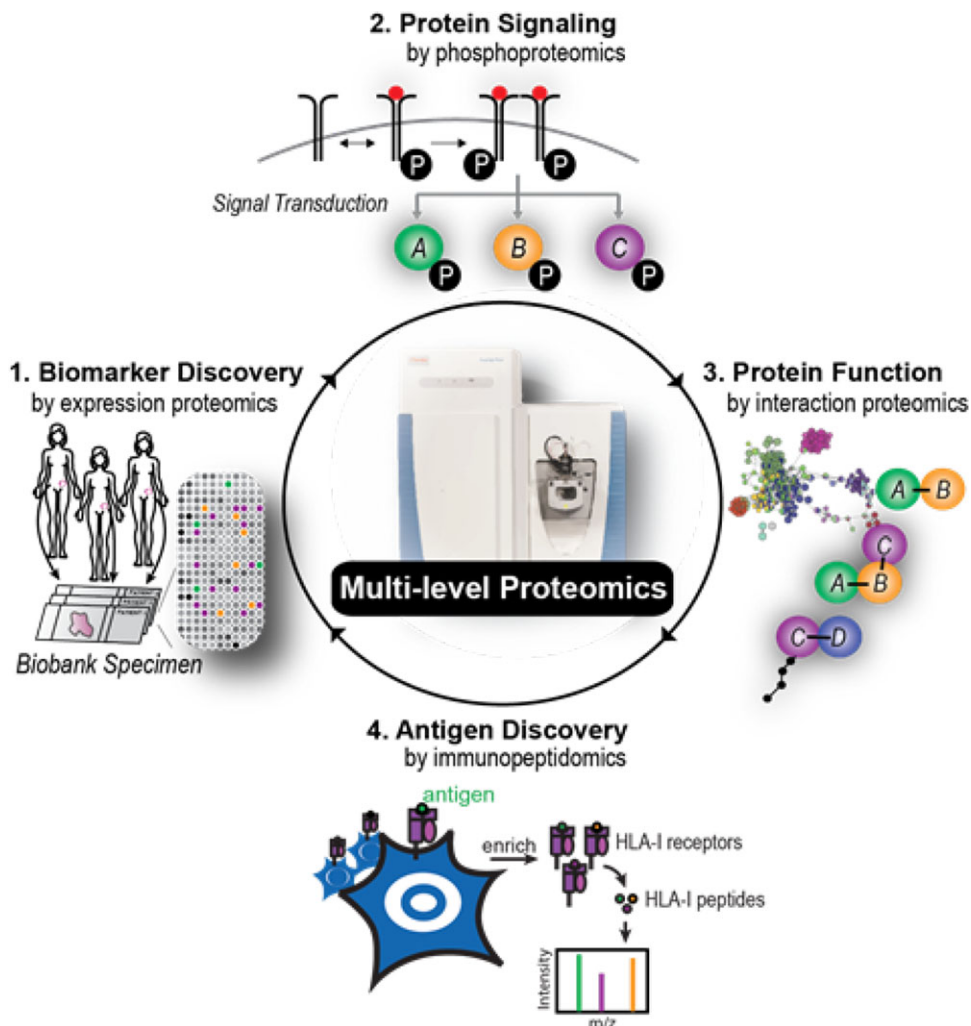 2. Protein Signaling
by phosphoproteomics
P
P
P
Signal Transduction
A
B
C
P
P
P
1. Biomarker Discovery
by expression proteomics
Biobank Specimen
Multi-level Proteomics
3. Protein Function
by interaction proteomics
A B
C
A B
C D
4. Antigen Discovery
by immunopeptidomics
antigen
enrich
HLA-I receptors
HLA-I peptides
Intensity
m/z